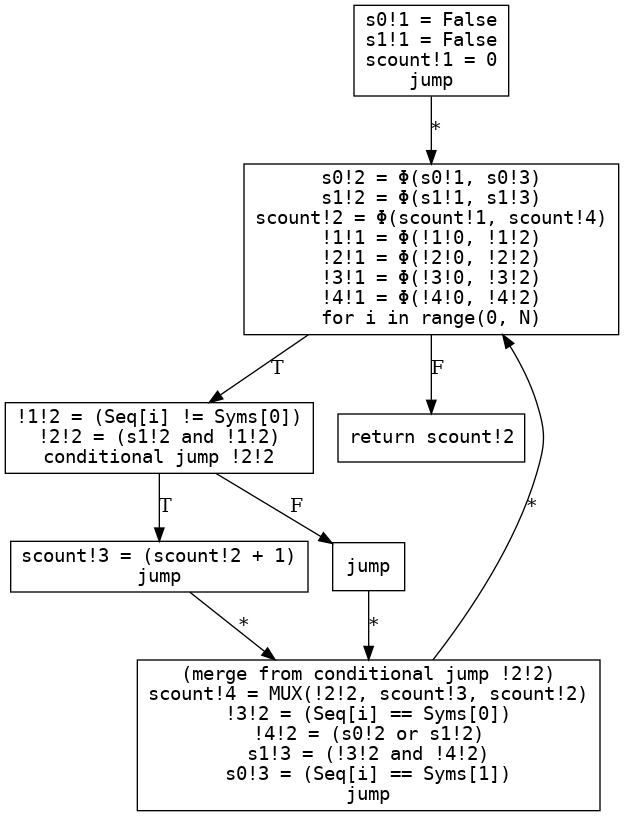 s0!1 = False
s1!1 = False
scount!1 = 0
jump
*
s0!2 = Φ(s0!1, s0!3)
s1!2 = Φ(s1!1, s1!3)
scount!2 = Φ(scount!1, scount!4)
!1!1 = Φ(!1!0, !1!2)
!2!1 = Φ(!2!0, !2!2)
!3!1 = Φ(!3!0, !3!2)
!4!1 = Φ(!4!0, !4!2)
for i in range(0, N)
T
F
!1!2 = (Seq[i] != Syms[0])
!2!2 = (s1!2 and !1!2)
conditional jump !2!2
return scount!2
T
F
*
scount!3 = (scount!2 + 1)
jump
jump
*
*
(merge from conditional jump !2!2)
scount!4 = MUX(!2!2, scount!3, scount!2)
!3!2 = (Seq[i] == Syms[0])
!4!2 = (s0!2 or s1!2)
s1!3 = (!3!2 and !4!2)
s0!3 = (Seq[i] == Syms[1])
jump